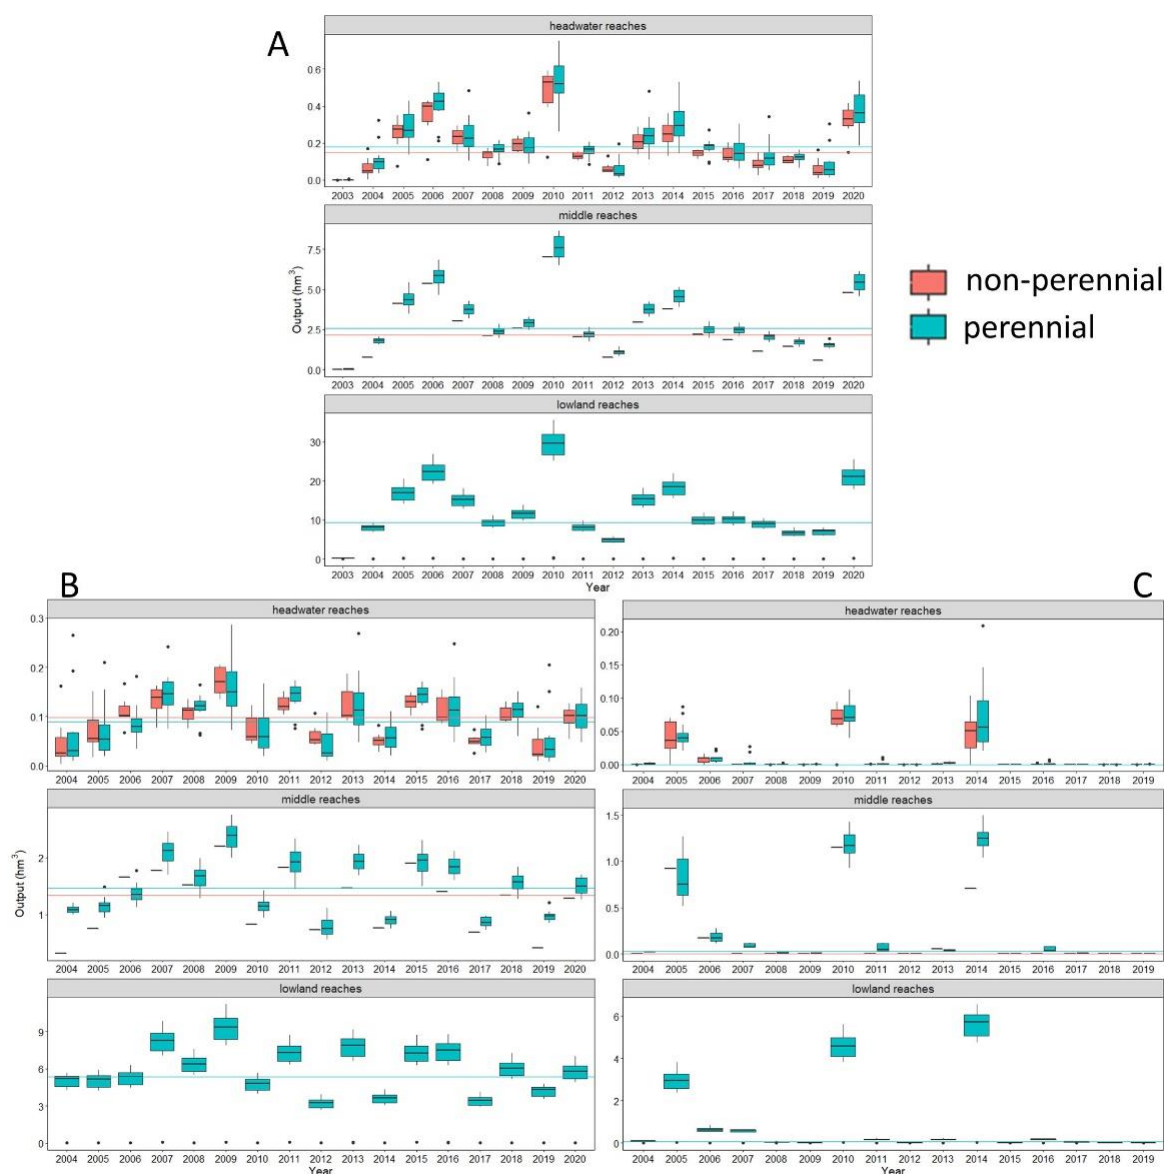 A
headwater reaches
0.6
0.4
0.2
0.0
2003 2004 2005 2006 2007 2008 2009 2010 2011 2012 2013 2014 2015 2016 2017 2018 2019 2020
middle reaches
7.5
5.0
2.5
0.0
Output (hm³)
2003 2004 2005 2006 2007 2008 2009 2010 2011 2012 2013 2014 2015 2016 2017 2018 2019 2020
non-perennial
perennial
lowland reaches
30
20
10
0
2003 2004 2005 2006 2007 2008 2009 2010 2011 2012 2013 2014 2015 2016 2017 2018 2019 2020
Year
B
headwater reaches
0.3
0.2
0.1
0.0
2004 2005 2006 2007 2008 2009 2010 2011 2012 2013 2014 2015 2016 2017 2018 2019 2020
middle reaches
2
1
Output (hm³)
2004 2005 2006 2007 2008 2009 2010 2011 2012 2013 2014 2015 2016 2017 2018 2019 2020
lowland reaches
9
6
3
0
2004 2005 2006 2007 2008 2009 2010 2011 2012 2013 2014 2015 2016 2017 2018 2019 2020
Year
C
headwater reaches
0.20
0.15
0.10
0.05
0.00
2004 2005 2006 2007 2008 2009 2010 2011 2012 2013 2014 2015 2016 2017 2018 2019
middle reaches
1.5
1.0
0.5
0.0
2004 2005 2006 2007 2008 2009 2010 2011 2012 2013 2014 2015 2016 2017 2018 2019
lowland reaches
6
4
2
0
2004 2005 2006 2007 2008 2009 2010 2011 2012 2013 2014 2015 2016 2017 2018 2019
Year